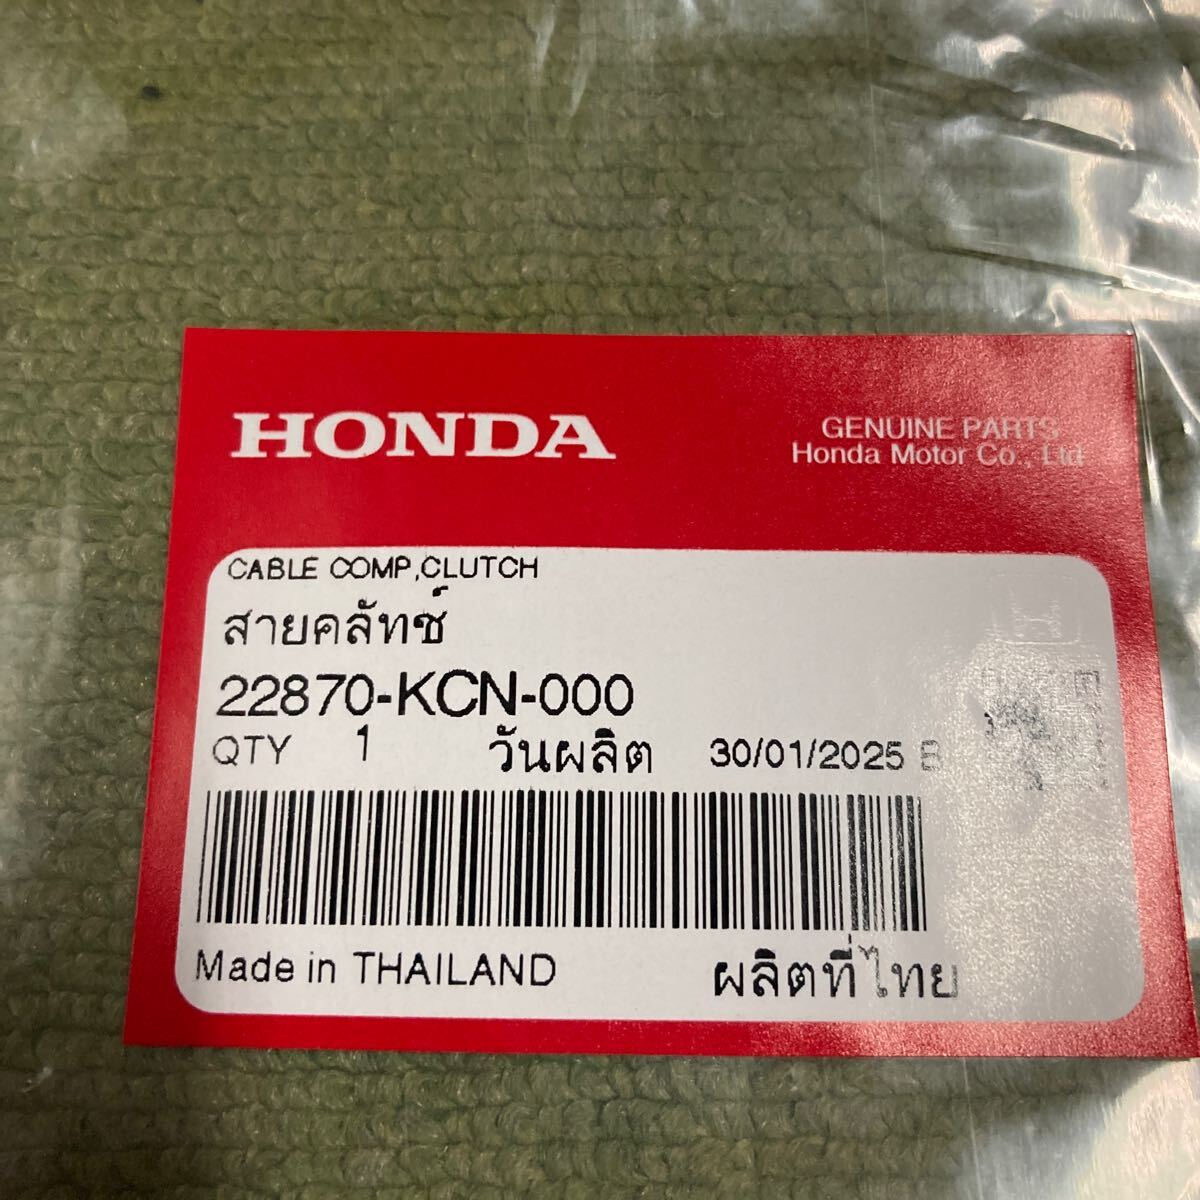 HONDA
GENUINE PARTS
Honda Motor Co., Ltd
CABLE COMP,CLUTCH
สายคลัทช์
22870-KCN-000
QTY 1 วันผลิต 30/01/2025 B
Made in THAILAND ผลิตที่ไทย